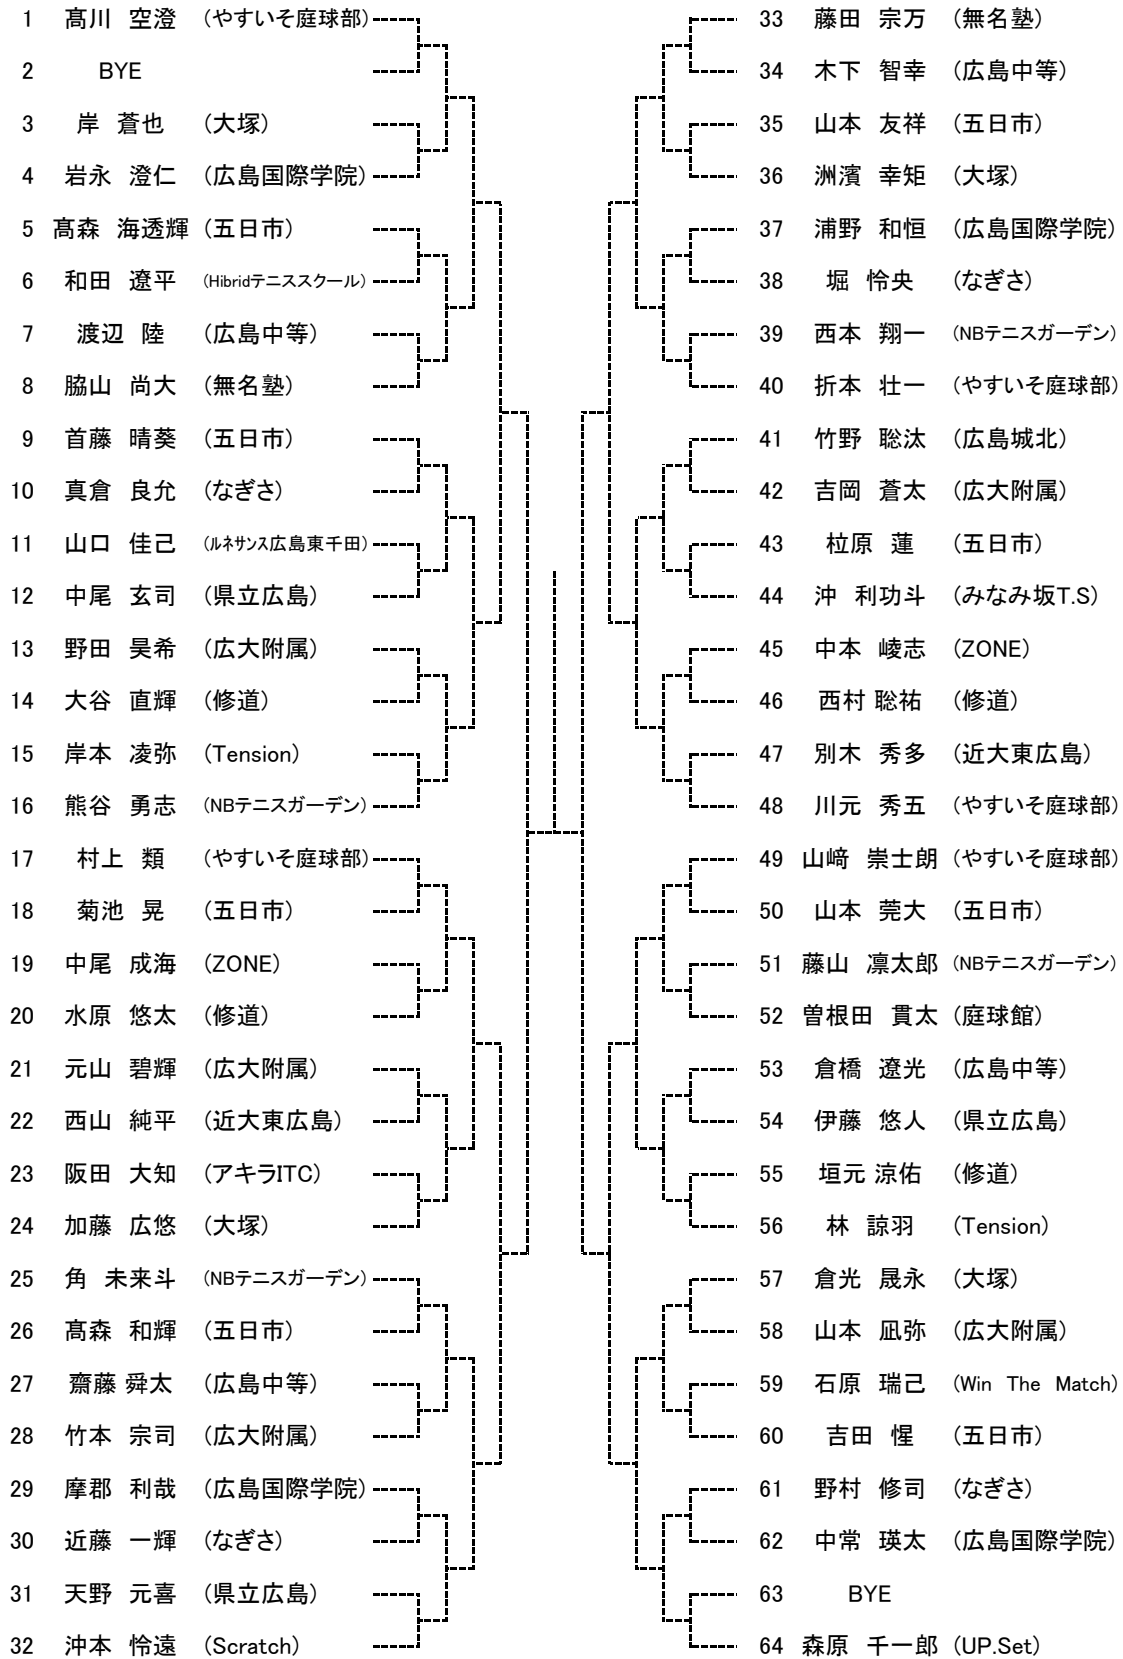 1 髙川 空澄 (やすいそ庭球部)
2 BYE
3 岸 蒼也 (大塚)
4 岩永 澄仁 (広島国際学院)
5 髙森 海透輝 (五日市)
6 和田 遼平 (Hibridテニススクール)
7 渡辺 陸 (広島中等)
8 脇山 尚大 (無名塾)
9 首藤 晴葵 (五日市)
10 真倉 良允 (なぎさ)
11 山口 佳己 (ルネサンス広島東千田)
12 中尾 玄司 (県立広島)
13 野田 昊希 (広大附属)
14 大谷 直輝 (修道)
15 岸本 凌弥 (Tension)
16 熊谷 勇志 (NBテニスガーデン)
17 村上 類 (やすいそ庭球部)
18 菊池 晃 (五日市)
19 中尾 成海 (ZONE)
20 水原 悠太 (修道)
21 元山 碧輝 (広大附属)
22 西山 純平 (近大東広島)
23 阪田 大知 (アキラITC)
24 加藤 広悠 (大塚)
25 角 未来斗 (NBテニスガーデン)
26 髙森 和輝 (五日市)
27 齋藤 舜太 (広島中等)
28 竹本 宗司 (広大附属)
29 摩郡 利哉 (広島国際学院)
30 近藤 一輝 (なぎさ)
31 天野 元喜 (県立広島)
32 沖本 怜遠 (Scratch)
33 藤田 宗万 (無名塾)
34 木下 智幸 (広島中等)
35 山本 友祥 (五日市)
36 洲濱 幸矩 (大塚)
37 浦野 和恒 (広島国際学院)
38 堀 怜央 (なぎさ)
39 西本 翔一 (NBテニスガーデン)
40 折本 壮一 (やすいそ庭球部)
41 竹野 聡汰 (広島城北)
42 吉岡 蒼太 (広大附属)
43 柆原 蓮 (五日市)
44 沖 利功斗 (みなみ坂T.S)
45 中本 崚志 (ZONE)
46 西村 聡祐 (修道)
47 別木 秀多 (近大東広島)
48 川元 秀五 (やすいそ庭球部)
49 山﨑 崇士朗 (やすいそ庭球部)
50 山本 莞大 (五日市)
51 藤山 凛太郎 (NBテニスガーデン)
52 曽根田 貫太 (庭球館)
53 倉橋 遼光 (広島中等)
54 伊藤 悠人 (県立広島)
55 垣元 涼佑 (修道)
56 林 諒羽 (Tension)
57 倉光 晟永 (大塚)
58 山本 凪弥 (広大附属)
59 石原 瑞己 (Win The Match)
60 吉田 惺 (五日市)
61 野村 修司 (なぎさ)
62 中常 瑛太 (広島国際学院)
63 BYE
64 森原 千一郎 (UP.Set)